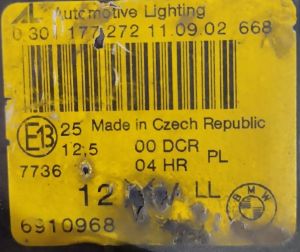 AL Automotive Lighting
0 301 177 272 11.09.02 668
E13 25 Made in Czech Republic
12,5 00 DCR
04 HR PL
7736
12 LL
BMW
6910968